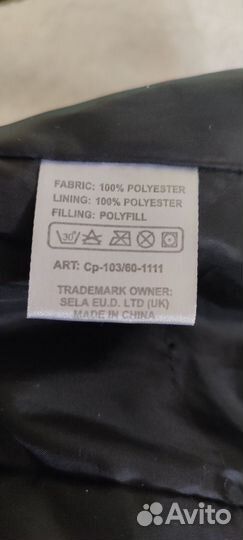 FABRIC: 100% POLYESTER
LINING: 100% POLYESTER
FILLING: POLYFILL
30°
ART: Cp-103/60-1111
TRADEMARK OWNER:
SELA EU.D. LTD (UK)
MADE IN CHINA
Avito